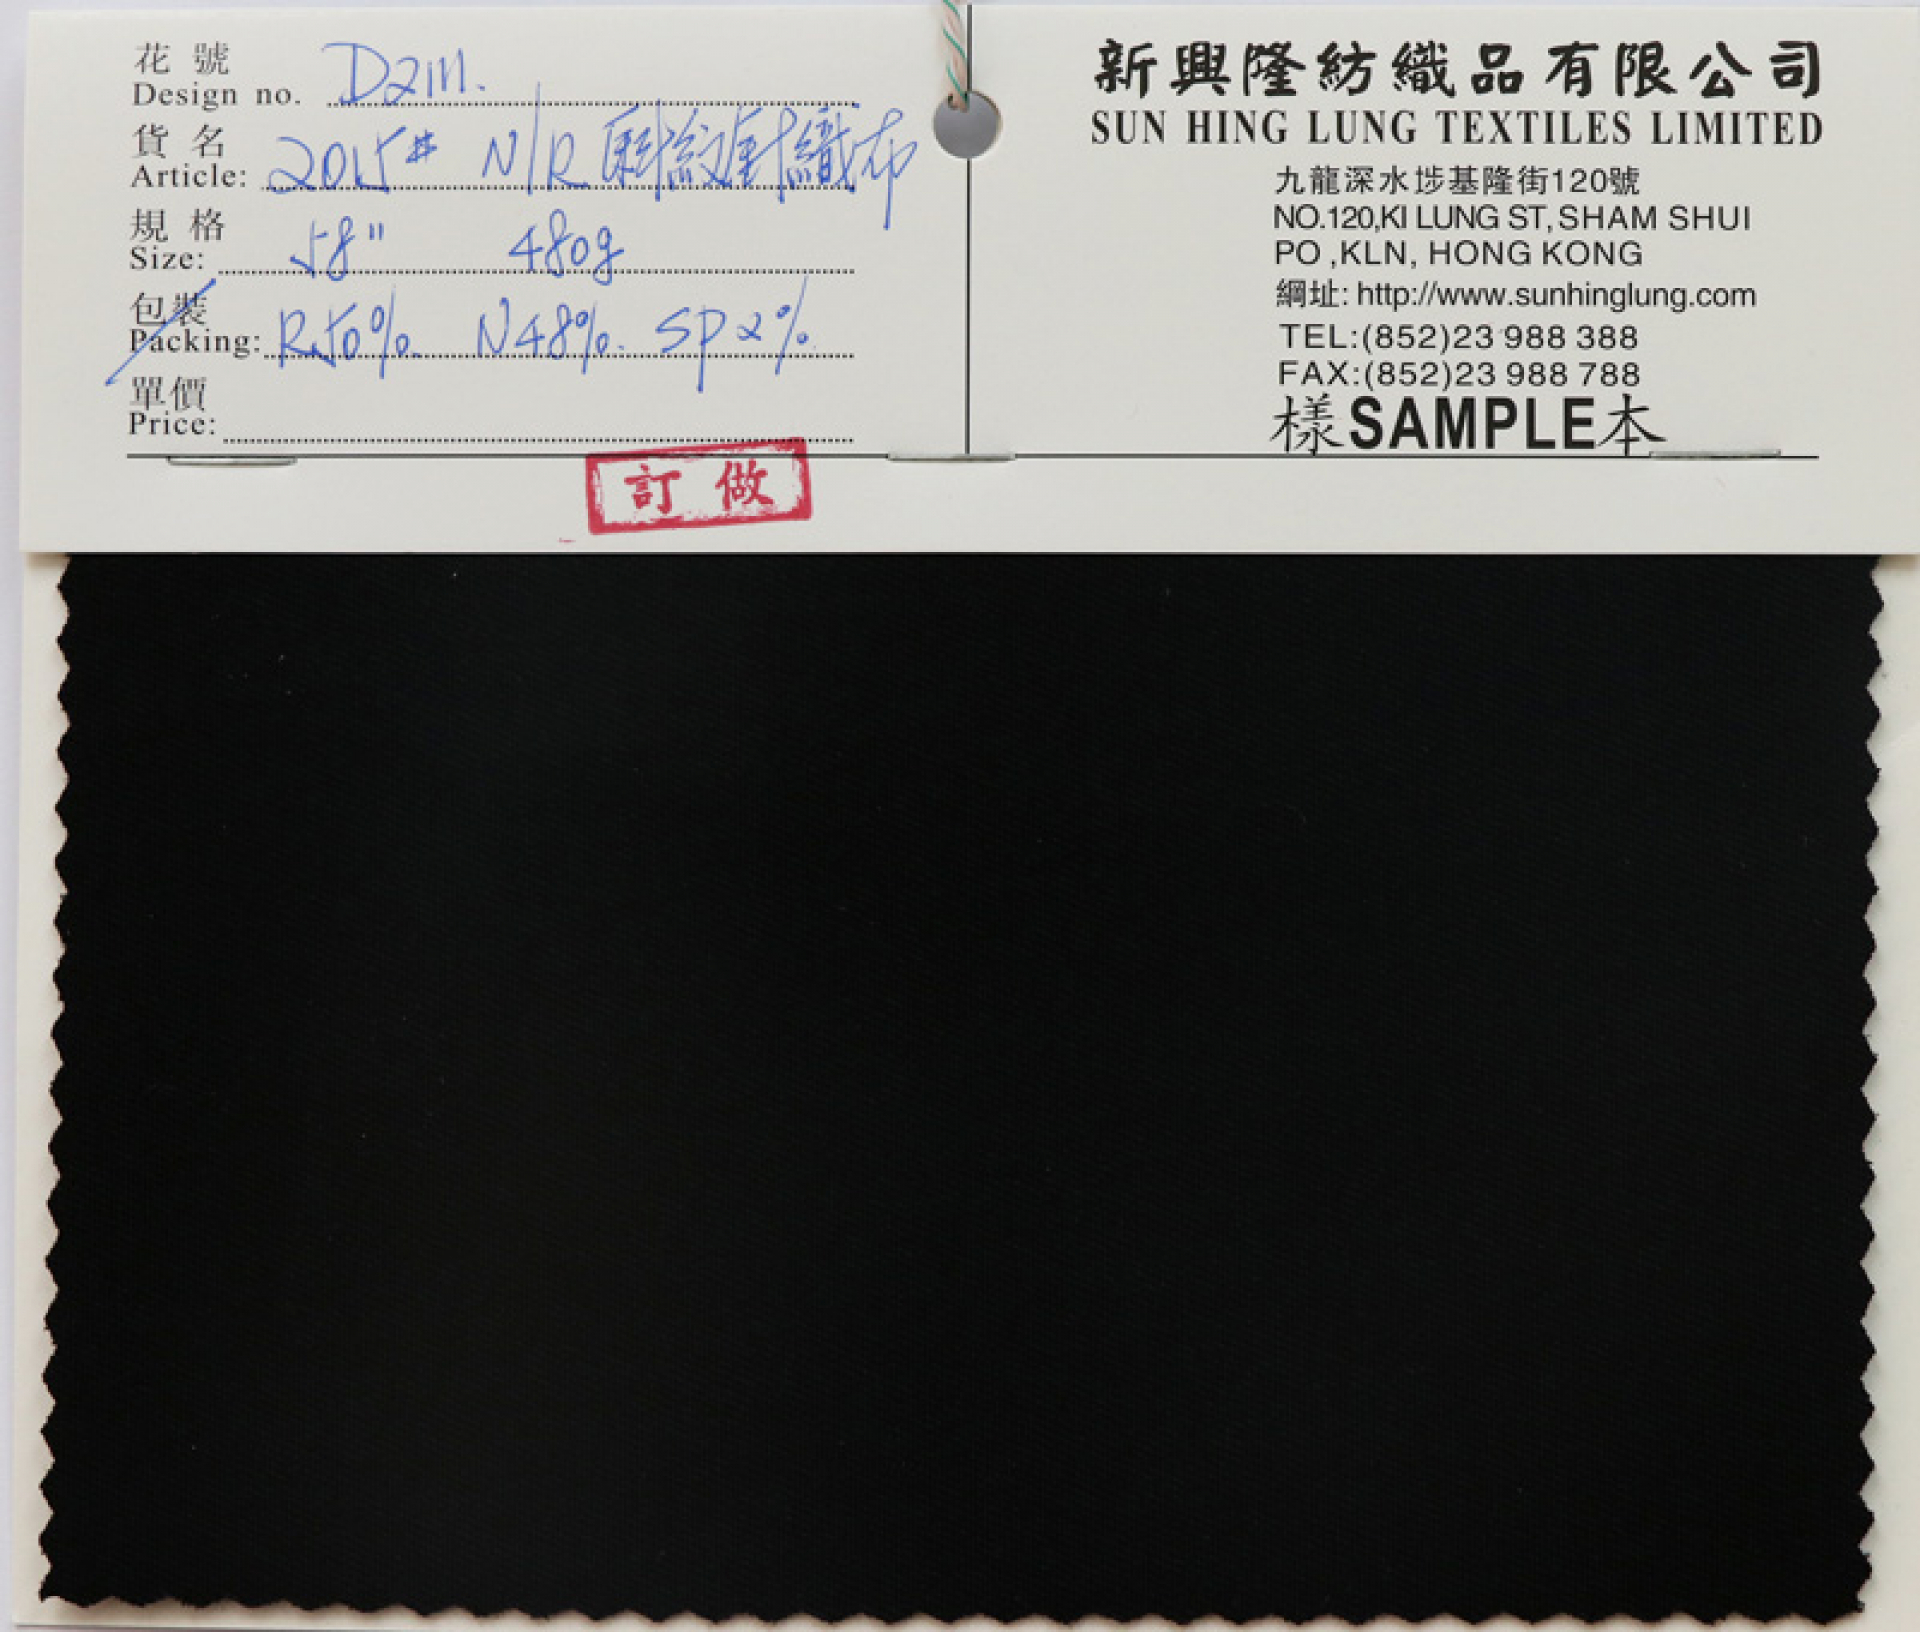 花 號
Design no. D2111.
貨 名
Article: 2015# N/R 斜紋針織布
規 格
Size: 58" 480g
包裝
Packing: R50%. N48%. SP2%.
單價
Price:
訂 做
新興隆紡織品有限公司
SUN HING LUNG TEXTILES LIMITED
九龍深水埗基隆街120號
NO.120,KI LUNG ST, SHAM SHUI
PO ,KLN, HONG KONG
網址: http://www.sunhinglung.com
TEL:(852)23 988 388
FAX:(852)23 988 788
樣SAMPLE本